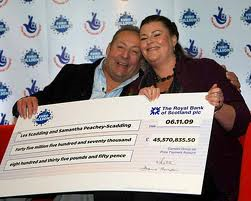 The Royal Bank
of Scotland plc
Les Scadding and Samantha Peachey-Scadding
06.11.09
Forty five million five hundred and seventy thousand
£ 45,570,835.50
eight hundred and thirty five pounds and fifty pence